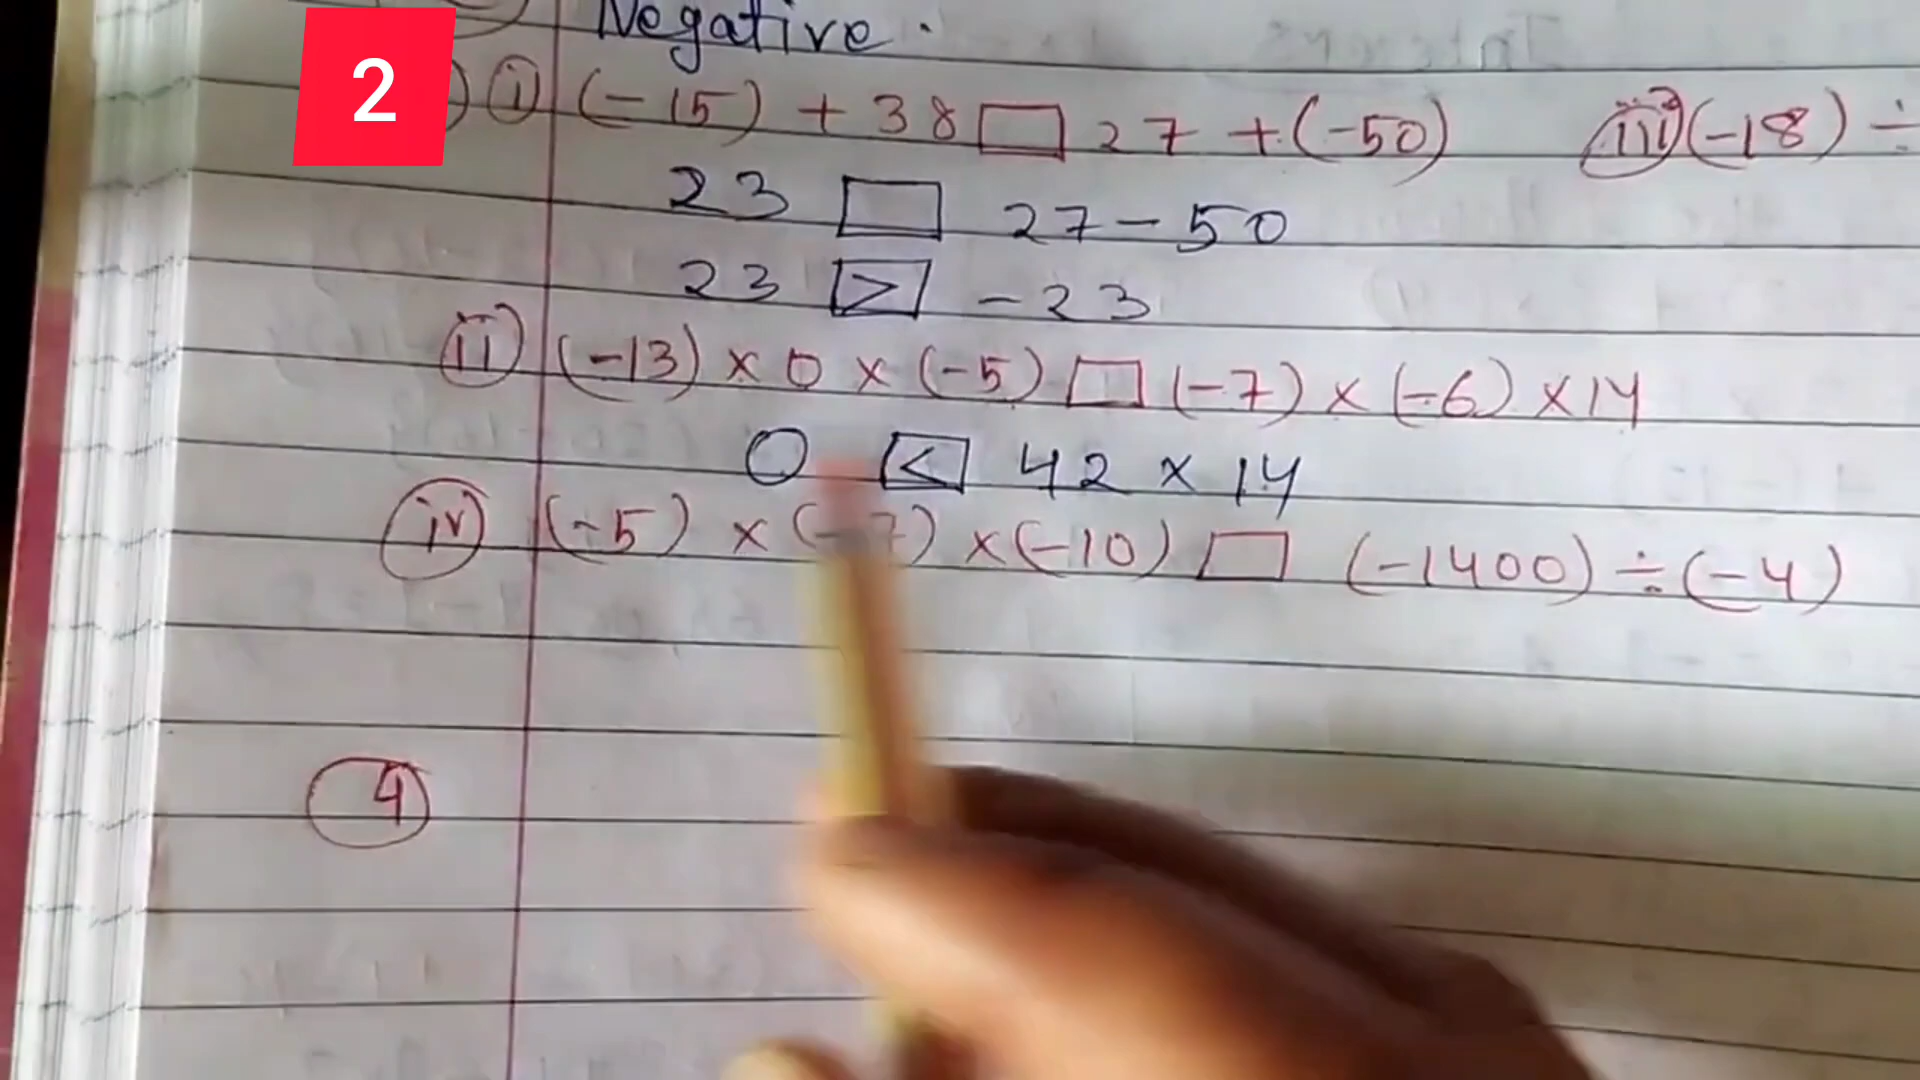 Negative.
2
i (-15) + 38 □ 27 + (-50) iii (-18) ÷
23 □ 27 - 50
23 > -23
ii (-13) × 0 × (-5) □ (-7) × (-6) × 14
0 < 42 × 14
iv (-5) × (-7) × (-10) □ (-1400) ÷ (-4)
4